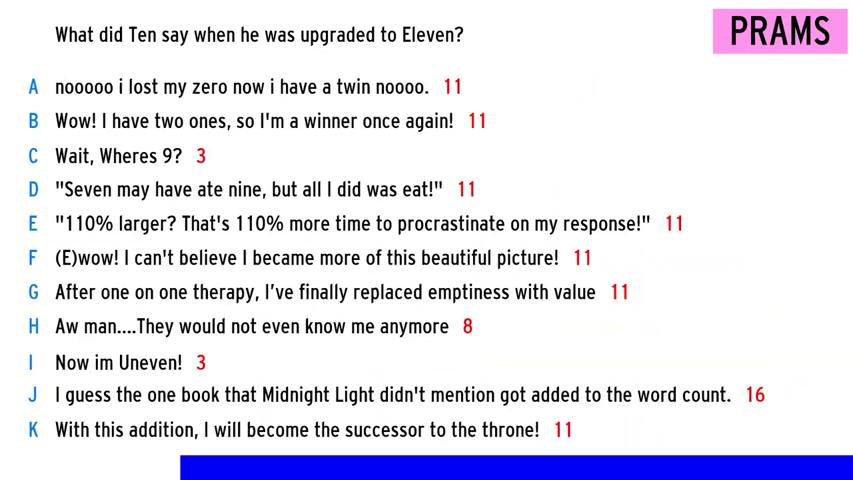 What did Ten say when he was upgraded to Eleven?
PRAMS
A nooooo i lost my zero now i have a twin noooo. 11
B Wow! I have two ones, so I'm a winner once again! 11
C Wait, Wheres 9? 3
D "Seven may have ate nine, but all I did was eat!" 11
E "110% larger? That's 110% more time to procrastinate on my response!" 11
F (E)wow! I can't believe I became more of this beautiful picture! 11
G After one on one therapy, I’ve finally replaced emptiness with value 11
H Aw man....They would not even know me anymore 8
I Now im Uneven! 3
J I guess the one book that Midnight Light didn't mention got added to the word count. 16
K With this addition, I will become the successor to the throne! 11